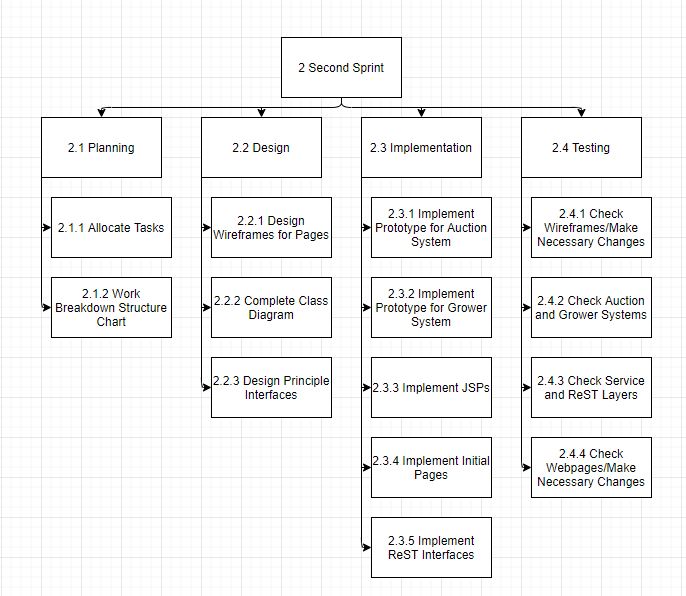 2 Second Sprint
2.1 Planning
2.2 Design
2.3 Implementation
2.4 Testing
2.1.1 Allocate Tasks
2.1.2 Work
Breakdown Structure
Chart
2.2.1 Design
Wireframes for Pages
2.2.2 Complete Class
Diagram
2.2.3 Design Principle
Interfaces
2.3.1 Implement
Prototype for Auction
System
2.3.2 Implement
Prototype for Grower
System
2.3.3 Implement JSPs
2.3.4 Implement Initial
Pages
2.3.5 Implement
ReST Interfaces
2.4.1 Check
Wireframes/Make
Necessary Changes
2.4.2 Check Auction
and Grower Systems
2.4.3 Check Service
and ReST Layers
2.4.4 Check
Webpages/Make
Necessary Changes